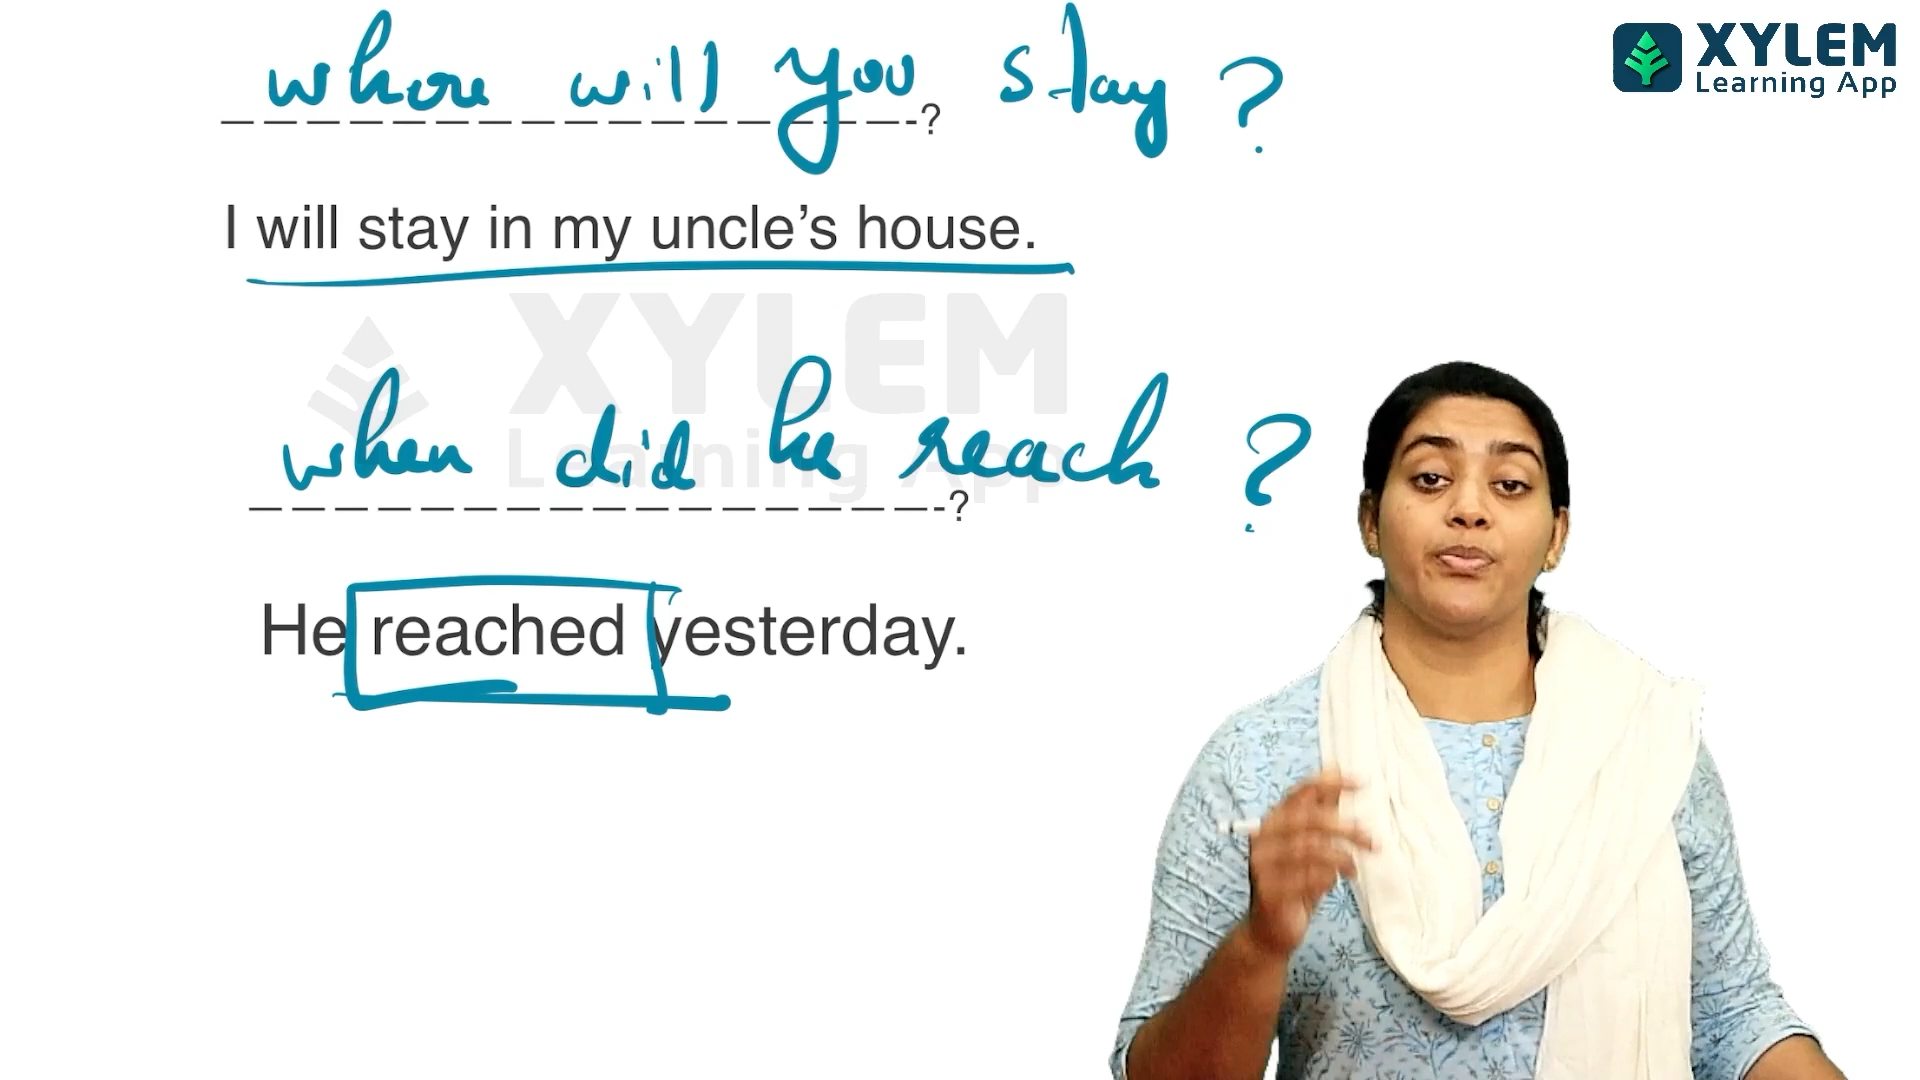 XYLEM
Learning App
where will you stay ?
-----------------?
I will stay in my uncle's house.
XYLEM
Learning App
when did he reach ?
-----------------?
He reached yesterday.